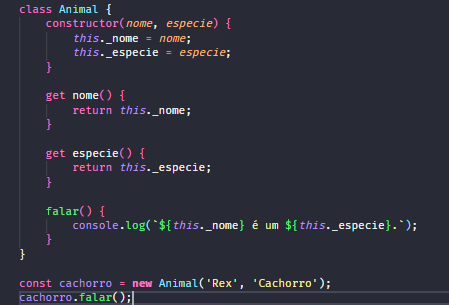 class Animal {
    constructor(nome, especie) {
        this._nome = nome;
        this._especie = especie;
    }

    get nome() {
        return this._nome;
    }

    get especie() {
        return this._especie;
    }

    falar() {
        console.log(`${this._nome} é um ${this._especie}.`);
    }
}

const cachorro = new Animal('Rex', 'Cachorro');
cachorro.falar();